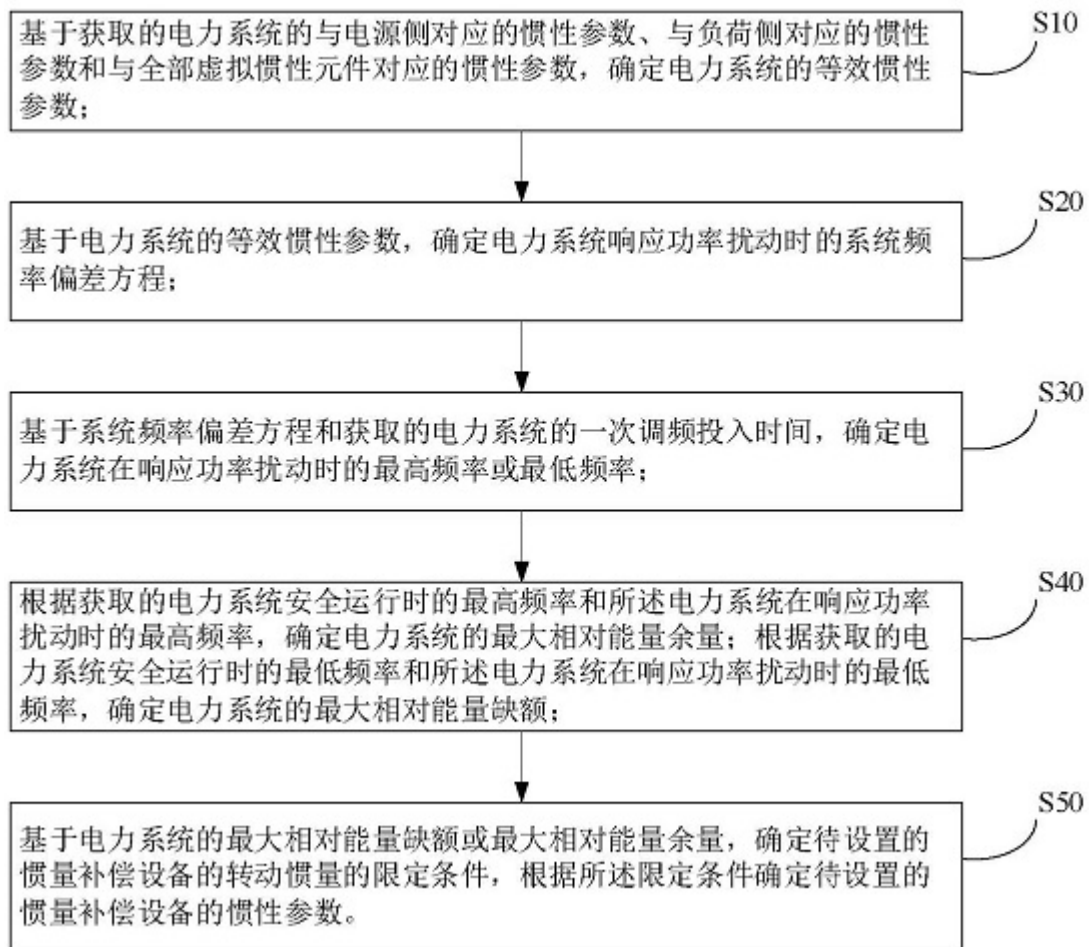 基于获取的电力系统的与电源侧对应的惯性参数、与负荷侧对应的惯性
参数和与全部虚拟惯性元件对应的惯性参数，确定电力系统的等效惯性
参数；
S10
基于电力系统的等效惯性参数，确定电力系统响应功率扰动时的系统频
率偏差方程；
S20
基于系统频率偏差方程和获取的电力系统的一次调频投入时间，确定电
力系统在响应功率扰动时的最高频率或最低频率；
S30
根据获取的电力系统安全运行时的最高频率和所述电力系统在响应功率
扰动时的最高频率，确定电力系统的最大相对能量余量；根据获取的电
力系统安全运行时的最低频率和所述电力系统在响应功率扰动时的最低
频率，确定电力系统的最大相对能量缺额；
S40
基于电力系统的最大相对能量缺额或最大相对能量余量，确定待设置的
惯量补偿设备的转动惯量的限定条件，根据所述限定条件确定待设置的
惯量补偿设备的惯性参数。
S50